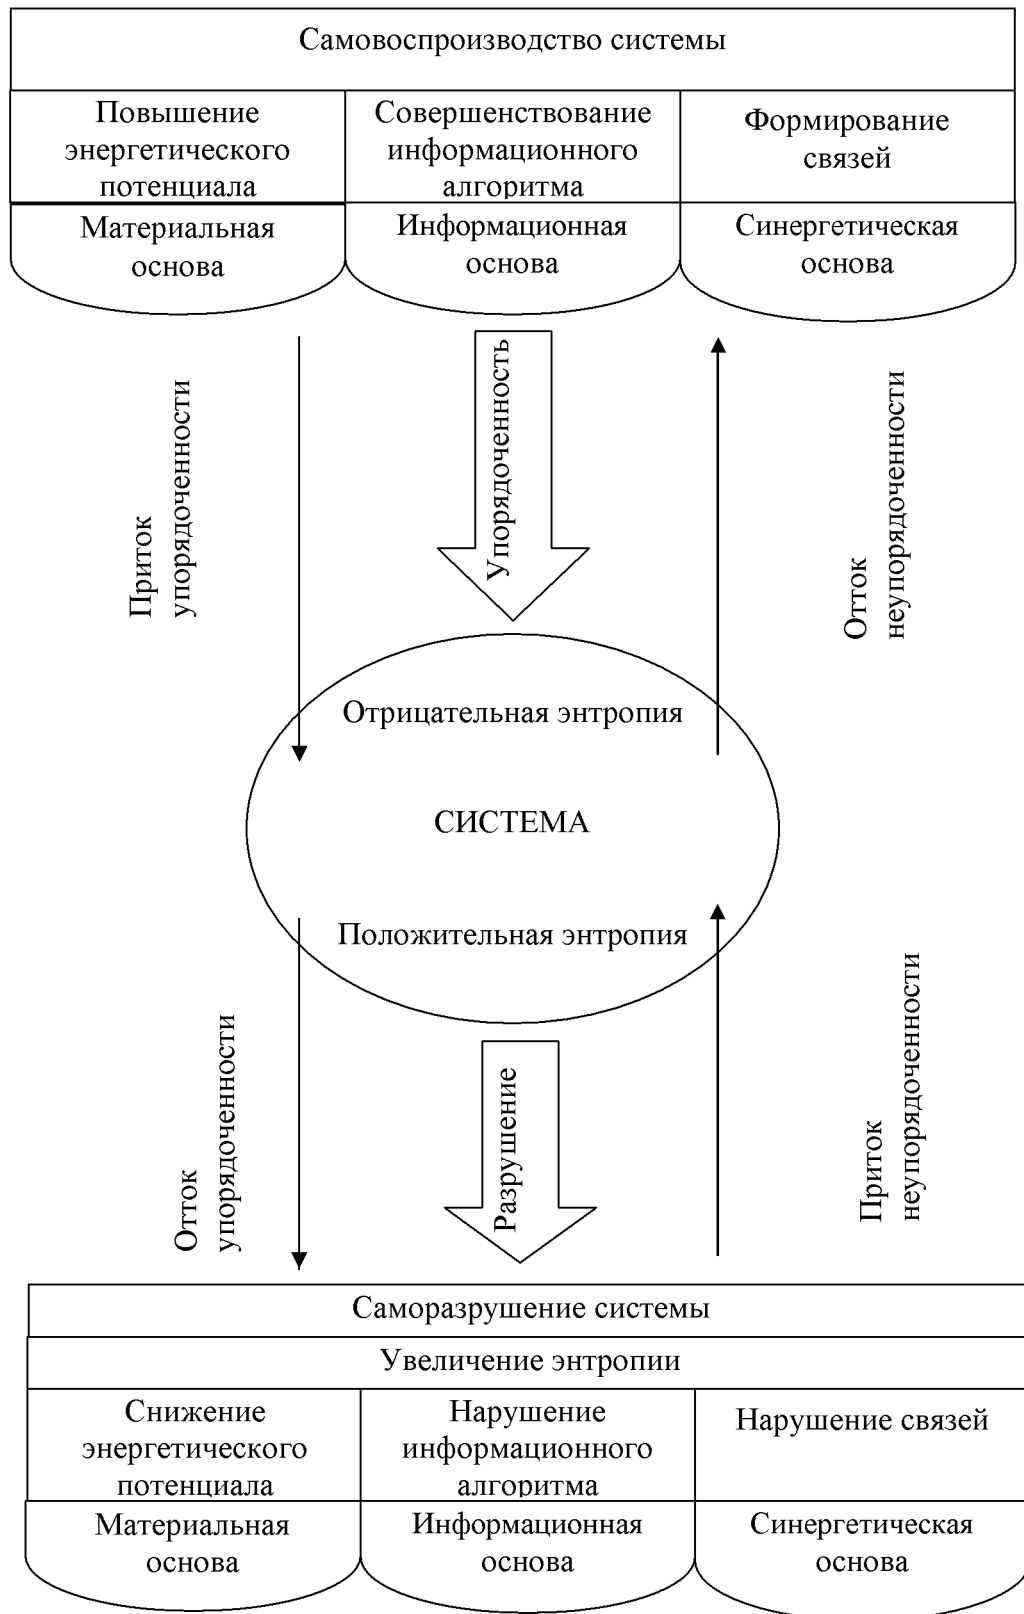 Самовоспроизводство системы
Повышение
энергетического
потенциала
Совершенствование
информационного
алгоритма
Формирование
связей
Материальная
основа
Информационная
основа
Синергетическая
основа
Приток
упорядоченности
Упорядоченность
Отток
неупорядоченности
Отрицательная энтропия
СИСТЕМА
Положительная энтропия
Отток
упорядоченности
Разрушение
Приток
неупорядоченности
Саморазрушение системы
Увеличение энтропии
Снижение
энергетического
потенциала
Нарушение
информационного
алгоритма
Нарушение связей
Материальная
основа
Информационная
основа
Синергетическая
основа